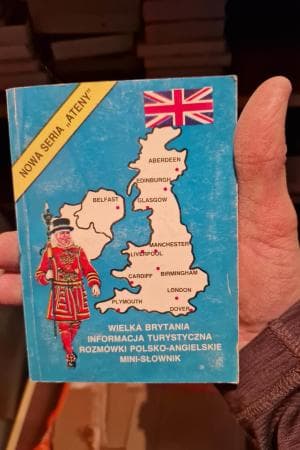 NOWA SERIA „ATENY"
ABERDEEN
EDINBURGH
GLASGOW
BELFAST
MANCHESTER
LIVERPOOL
CARDIFF
BIRMINGHAM
LONDON
PLYMOUTH
DOVER
WIELKA BRYTANIA
INFORMACJA TURYSTYCZNA
ROZMÓWKI POLSKO-ANGIELSKIE
MINI-SŁOWNIK